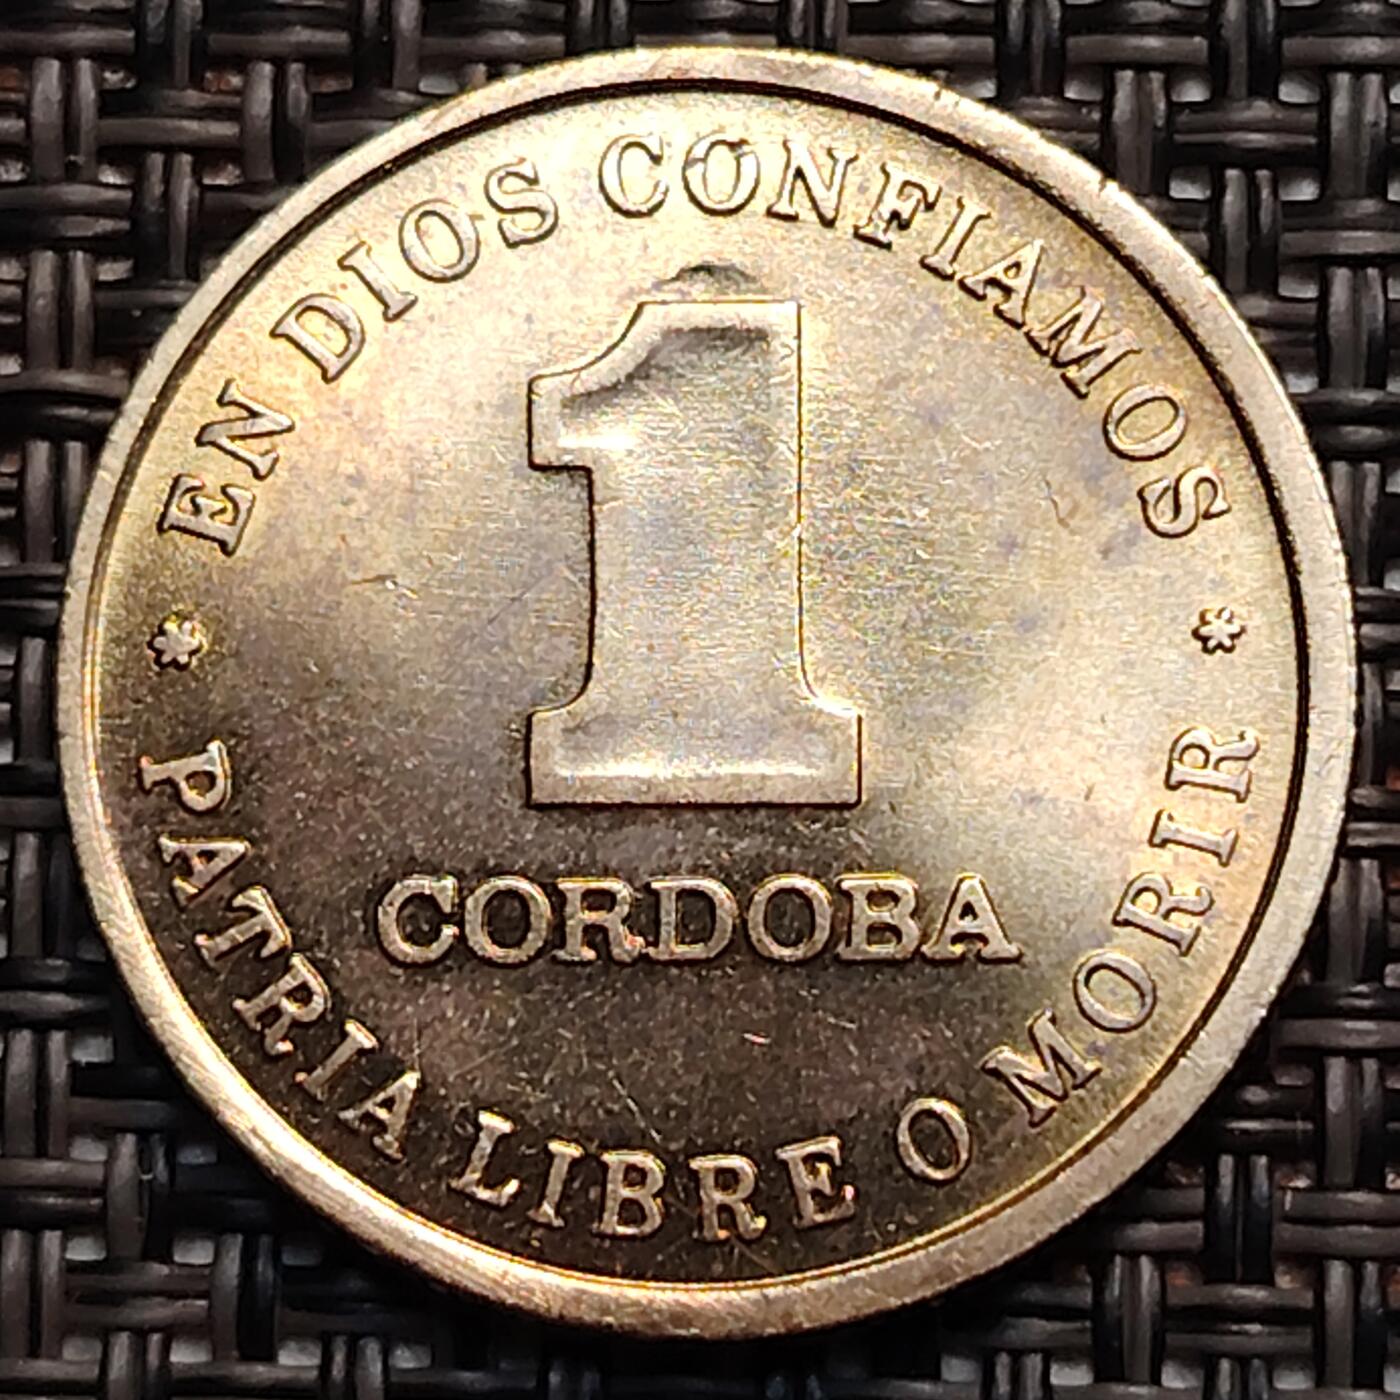 * EN DIOS CONFIAMOS *
1
CORDOBA
PATRIA LIBRE O MORIR